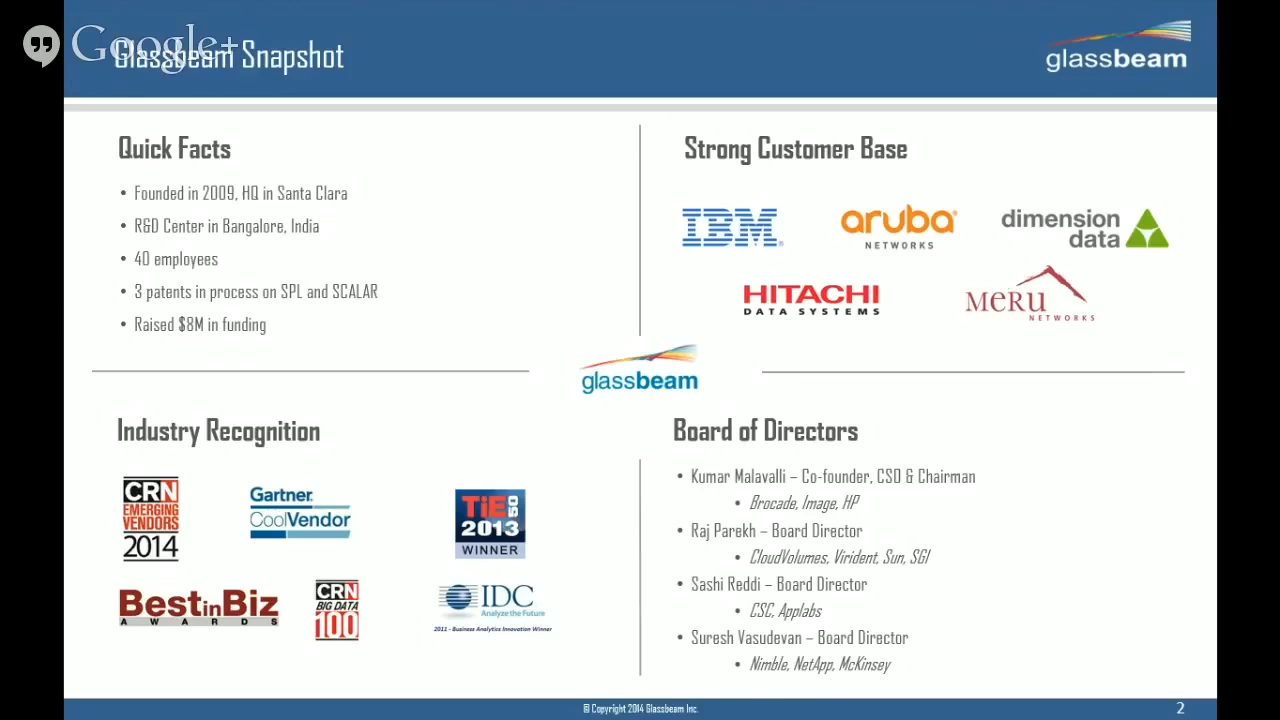 Google+
Glassbeam Snapshot
glassbeam
Quick Facts
• Founded in 2009, HQ in Santa Clara
• R&D Center in Bangalore, India
• 40 employees
• 3 patents in process on SPL and SCALAR
• Raised $8M in funding
Strong Customer Base
IBM
aruba
NETWORKS
dimension
data
HITACHI
DATA SYSTEMS
MERU
NETWORKS
glassbeam
Industry Recognition
CRN
EMERGING
VENDORS
2014
Gartner
CoolVendor
TiE50
2013
WINNER
Best in Biz
AWARDS
CRN
BIG DATA
100
IDC
Analyze the Future
2011 - Business Analytics Innovation Winner
Board of Directors
• Kumar Malavalli – Co-founder, CSO & Chairman
• Brocade, Image, HP
• Raj Parekh – Board Director
• CloudVolumes, Virident, Sun, SGI
• Sashi Reddi – Board Director
• CSC, Applabs
• Suresh Vasudevan – Board Director
• Nimble, NetApp, McKinsey
© Copyright 2014 Glassbeam Inc.
2